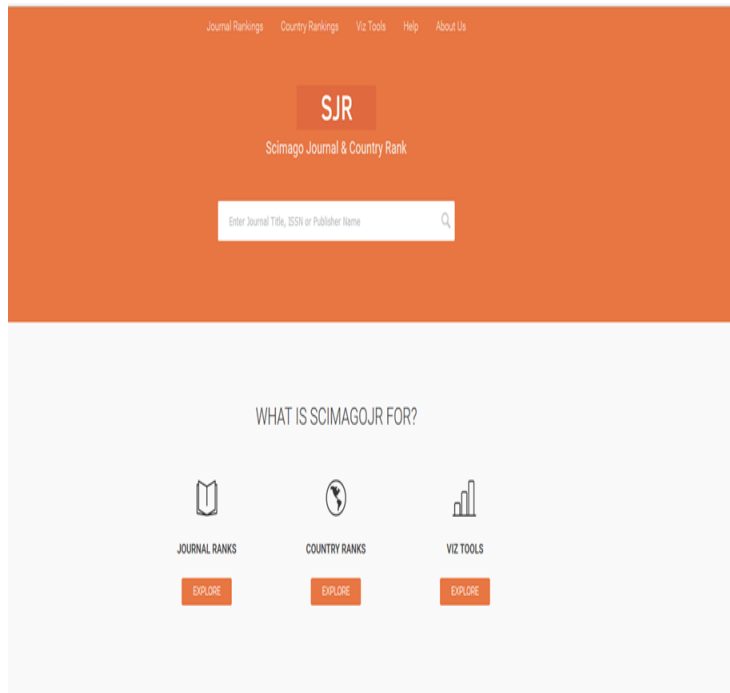 Journal Rankings Country Rankings Viz Tools Help About Us
SJR
Scimago Journal & Country Rank
Enter Journal Title, ISSN or Publisher Name
WHAT IS SCIMAGOJR FOR?
JOURNAL RANKS COUNTRY RANKS VIZ TOOLS
EXPLORE EXPLORE EXPLORE